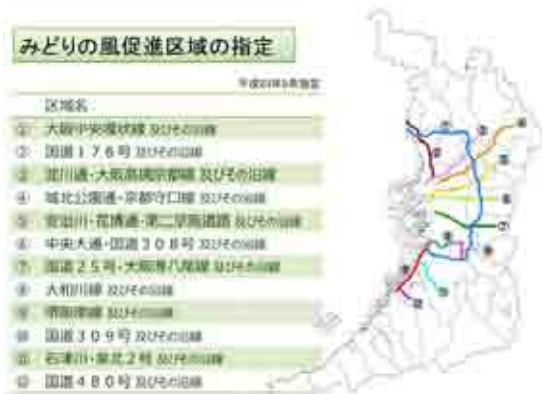 みどりの風促進区域の指定
区域名
① 大阪中央環状線 及びその沿線
② 国道176号 及びその沿線
③ 淀川通・大阪高槻京都線 及びその沿線
④ 城北公園通・京都守口線 及びその沿線
⑤ 安治川・花博通・第二阪奈道路 及びその沿線
⑥ 中央大通・国道308号 及びその沿線
⑦ 国道25号・大阪港八尾線 及びその沿線
⑧ 大和川線 及びその沿線
⑨ 堺阪南線 及びその沿線
⑩ 国道309号 及びその沿線
⑪ 石津川・泉北2号 及びその沿線
⑫ 国道480号 及びその沿線